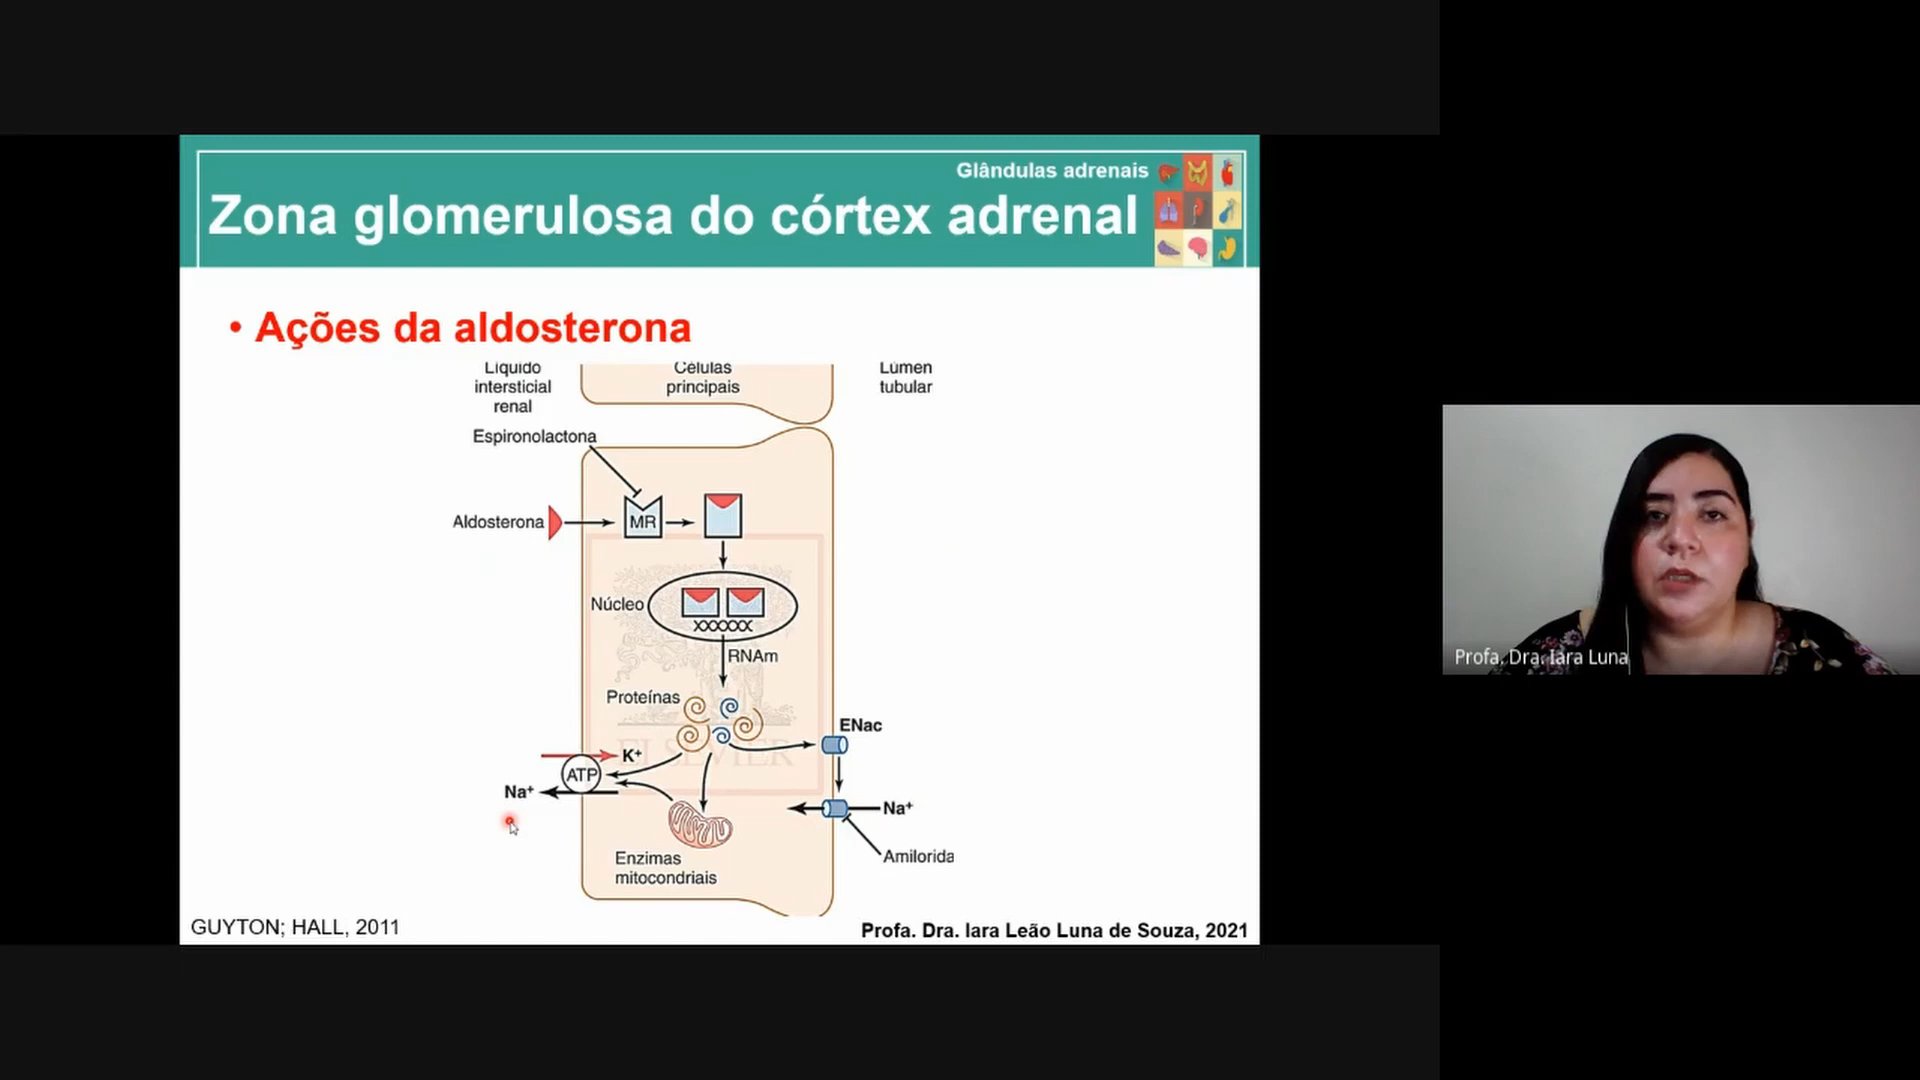 Glândulas adrenais
Zona glomerulosa do córtex adrenal
• Ações da aldosterona
Líquido
intersticial
renal
Células
principais
Lúmen
tubular
Espironolactona
Aldosterona
MR
Núcleo
XXXXXX
RNAm
Proteínas
ENac
ELSEVIER
K⁺
ATP
Na⁺
Na⁺
Amilorida
Enzimas
mitocondriais
GUYTON; HALL, 2011
Profa. Dra. Iara Leão Luna de Souza, 2021
Profa. Dra. Iara Luna